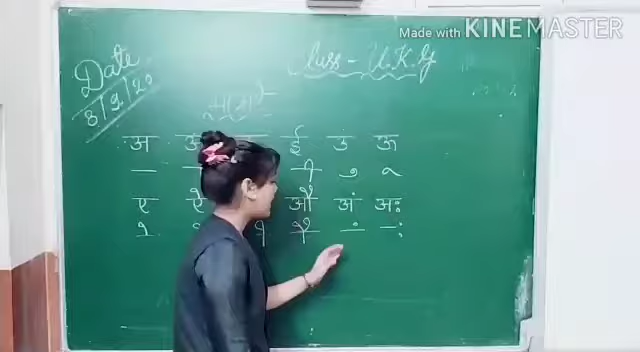 Made with KINEMASTER
Date
8/9/20
Class - U.K.G
अ ई उ ऊ
ी ु ू
ए ऐ औ अं अः
े ौ ं ः